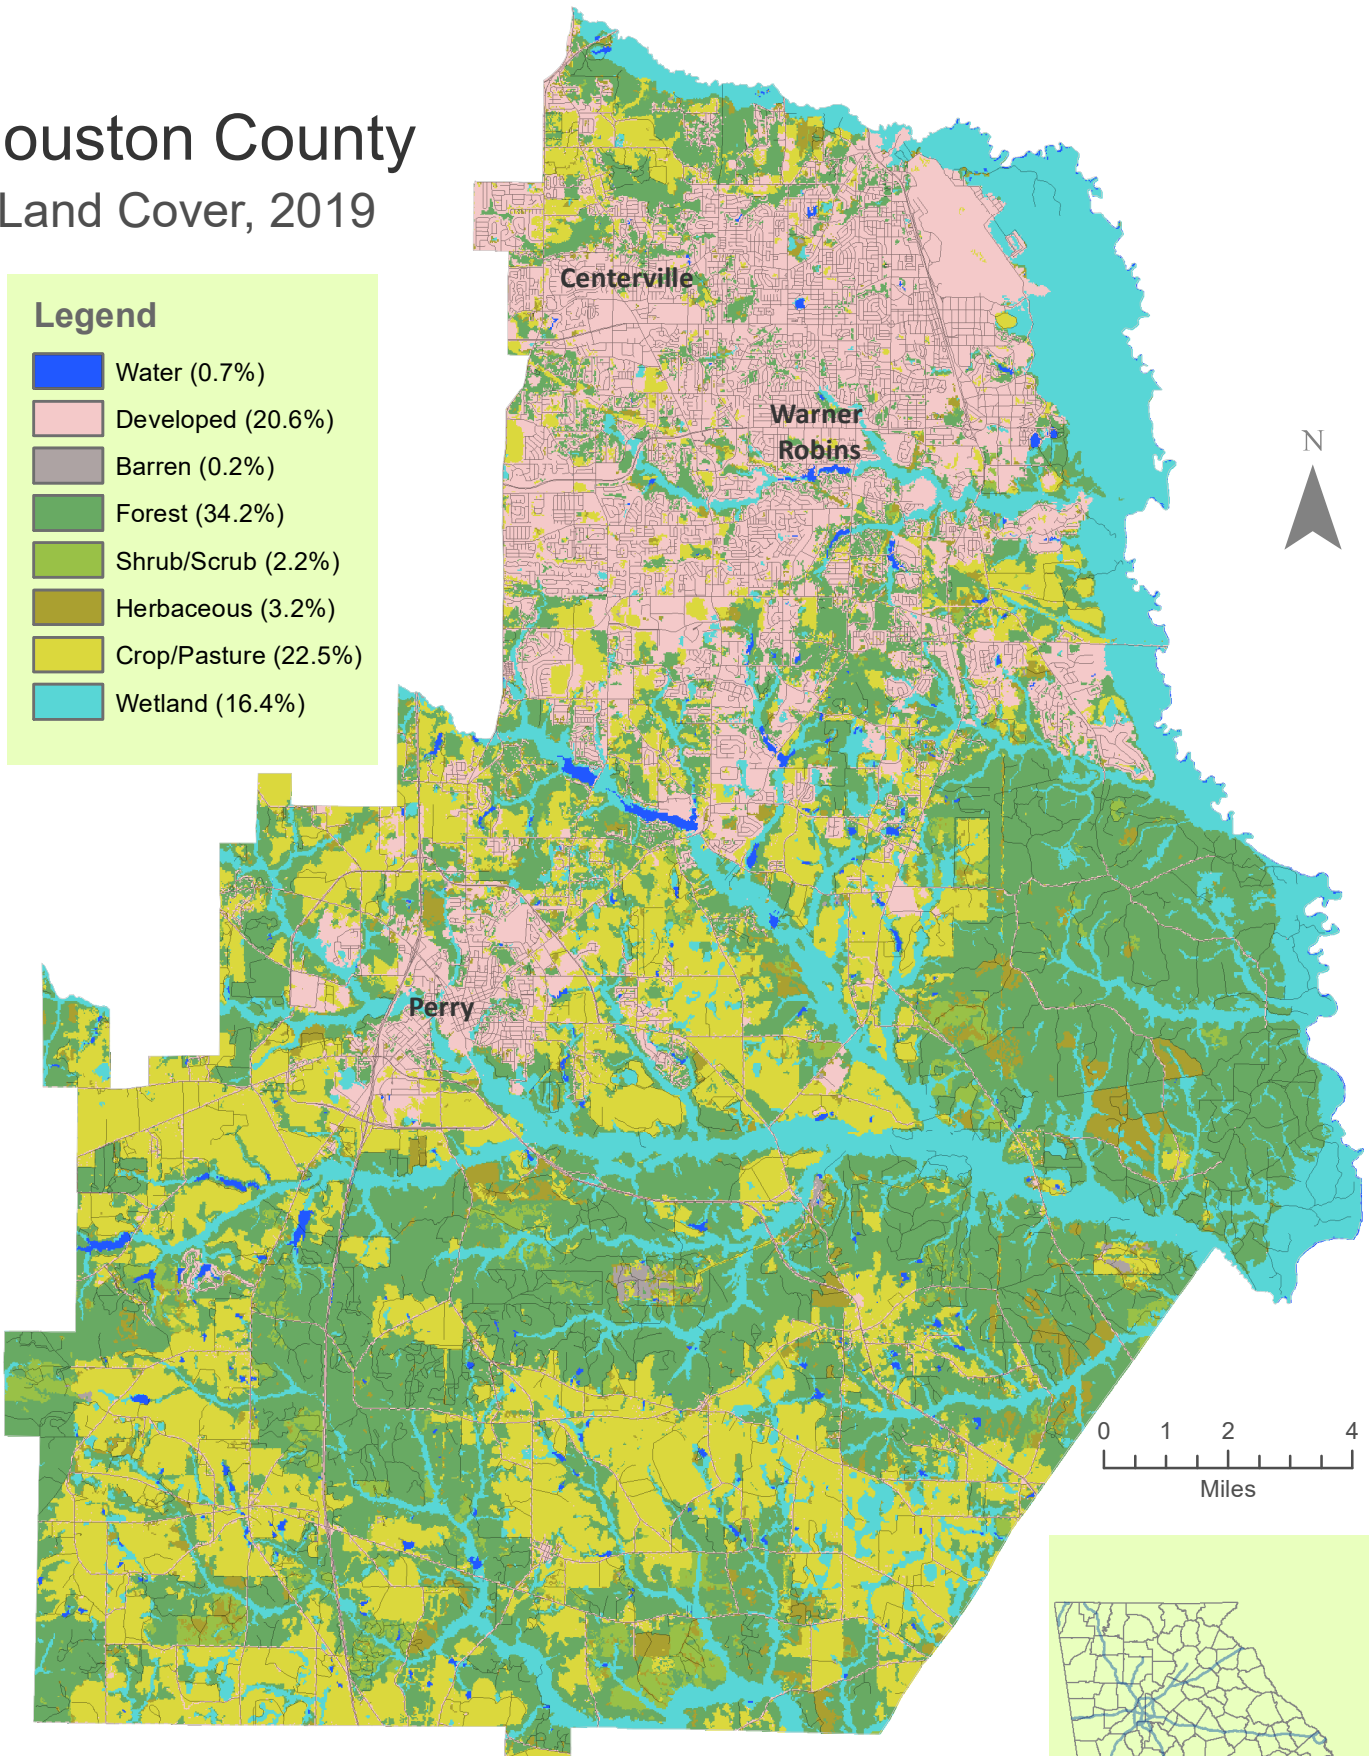 ouston County
Land Cover, 2019
Legend
Water (0.7%)
Developed (20.6%)
Barren (0.2%)
Forest (34.2%)
Shrub/Scrub (2.2%)
Herbaceous (3.2%)
Crop/Pasture (22.5%)
Wetland (16.4%)
Centerville
Warner
Robins
N
Perry
0 1 2 4
Miles